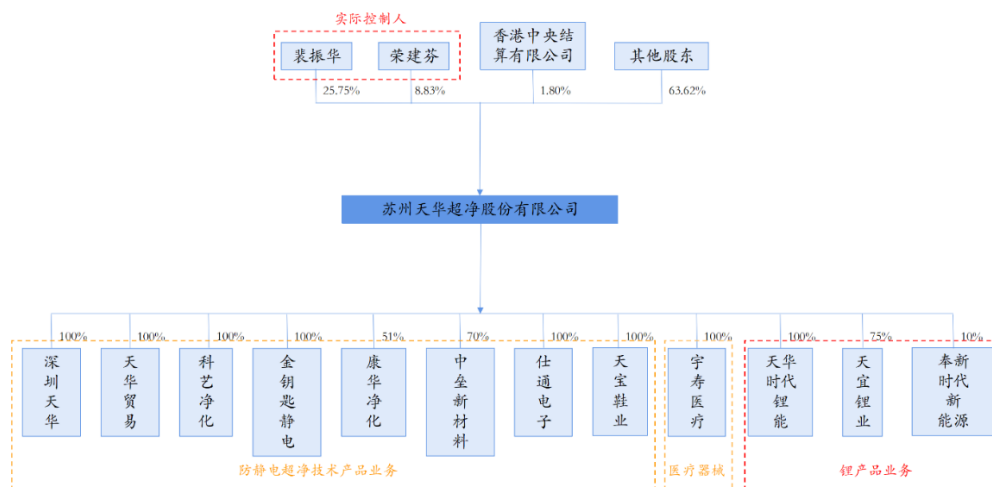 实际控制人
裴振华
荣建芬
香港中央结
算有限公司
其他股东
25.75%
8.83%
1.80%
63.62%
苏州天华超净股份有限公司
100%
100%
100%
100%
51%
70%
100%
100%
100%
100%
75%
10%
深圳天华
天华贸易
科艺净化
金钥匙静电
康华净化
中垒新材料
仕通电子
天宝鞋业
宇寿医疗
天华
时代
锂能
天宜锂业
奉新
时代
新能源
防静电超净技术产品业务
医疗器械
锂产品业务